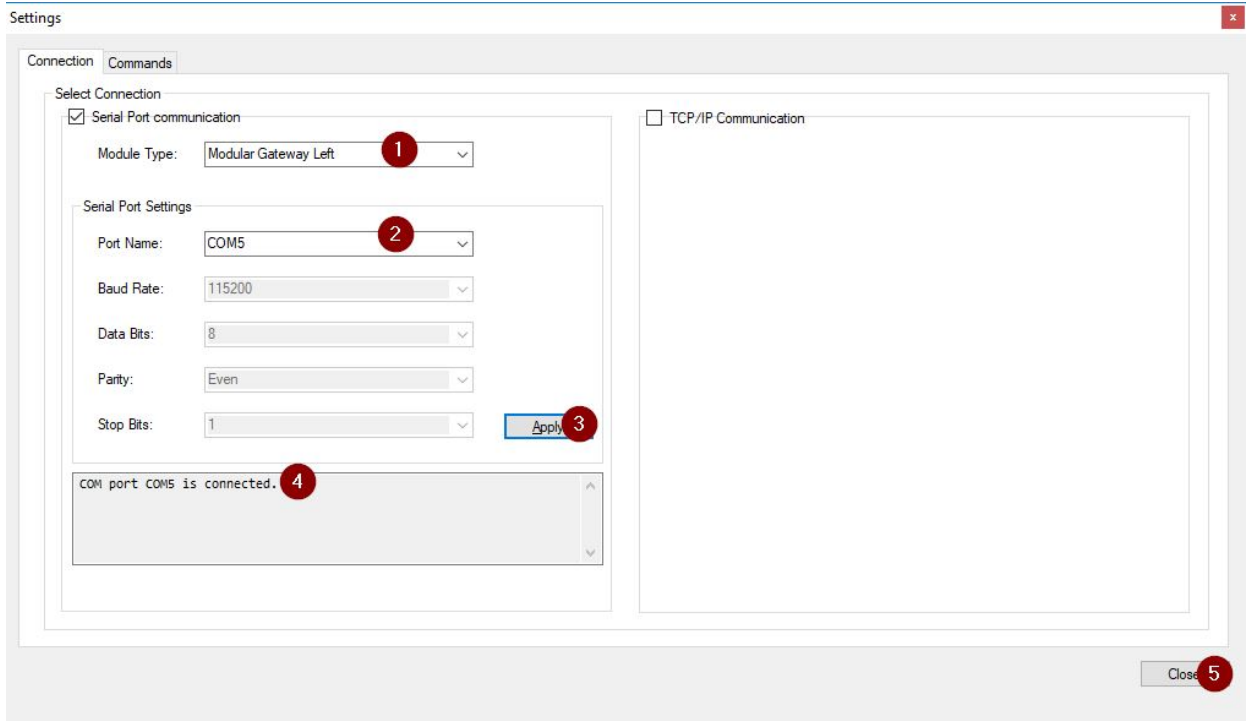 Settings
x
Connection Commands
Select Connection
Serial Port communication
Module Type: Modular Gateway Left 1
Serial Port Settings
Port Name: COM5 2
Baud Rate: 115200
Data Bits: 8
Parity: Even
Stop Bits: 1
Apply 3
COM port COM5 is connected. 4
TCP/IP Communication
Close 5